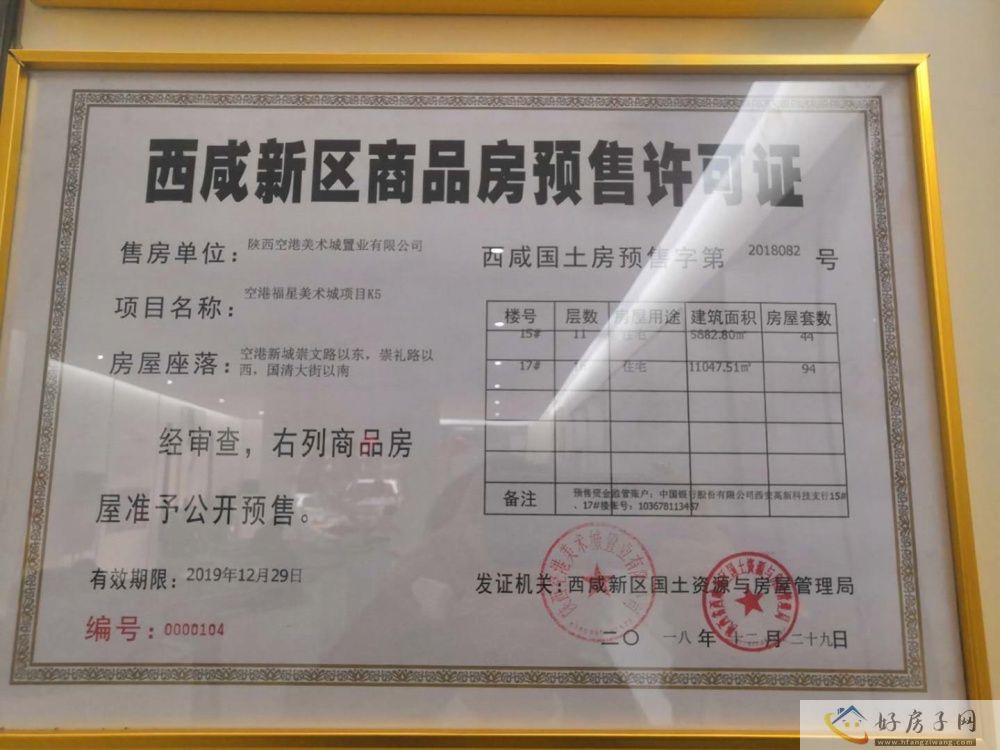 西咸新区商品房预售许可证
售房单位：陕西空港美术城置业有限公司
西咸国土房预售字第 2018082 号
项目名称：空港福星美术城项目K5
房屋座落：空港新城崇文路以东，崇礼路以
西，国清大街以南
楼号 层数 房屋用途 建筑面积 房屋套数
15# 11 住宅 5882.80㎡ 44
17# 住宅 11047.51㎡ 94
备注 预售资金监管账户：中国银行股份有限公司西安高新科技支行15#
、17#楼账号：103678113457
经审查，右列商品房
屋准予公开预售。
有效期限：2019年12月29日
编号：0000104
发证机关：西咸新区国土资源与房屋管理局
二〇一八年十二月二十九日
好房子网
www.hfangziwang.com